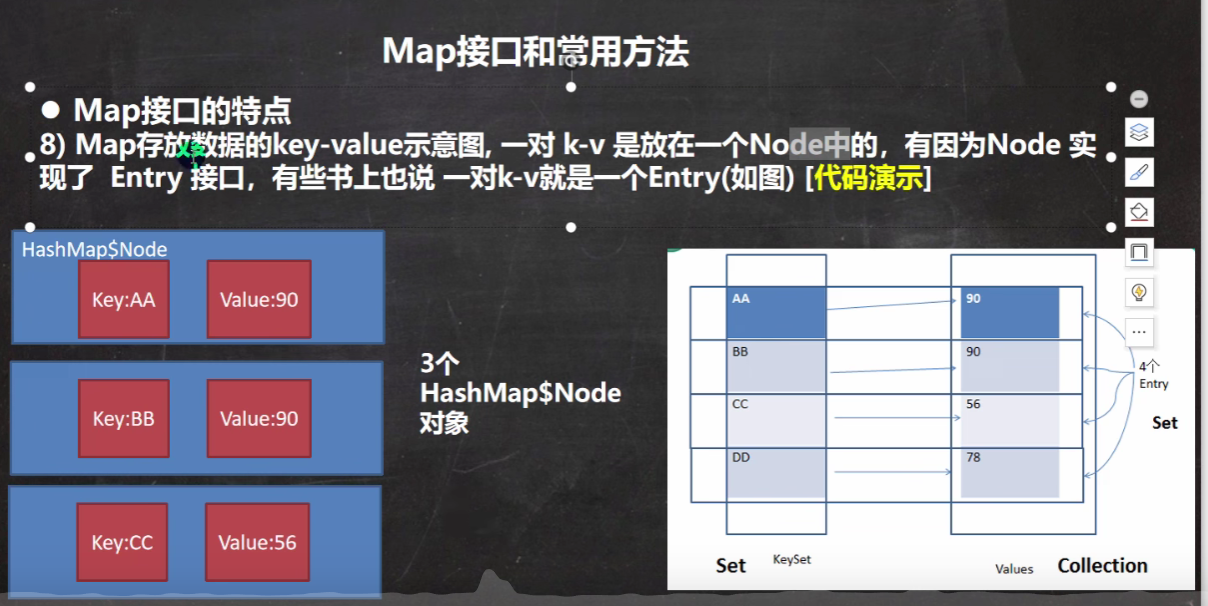 Map接口和常用方法
● Map接口的特点
8) Map存放数据的key-value示意图, 一对 k-v 是放在一个Node中的，有因为Node 实
现了 Entry 接口，有些书上也说 一对k-v就是一个Entry(如图) [代码演示]
HashMap$Node
Key:AA Value:90
Key:BB Value:90
Key:CC Value:56
3个
HashMap$Node
对象
AA 90
BB 90
CC 56
DD 78
4个
Entry
Set
Set KeySet
Values Collection